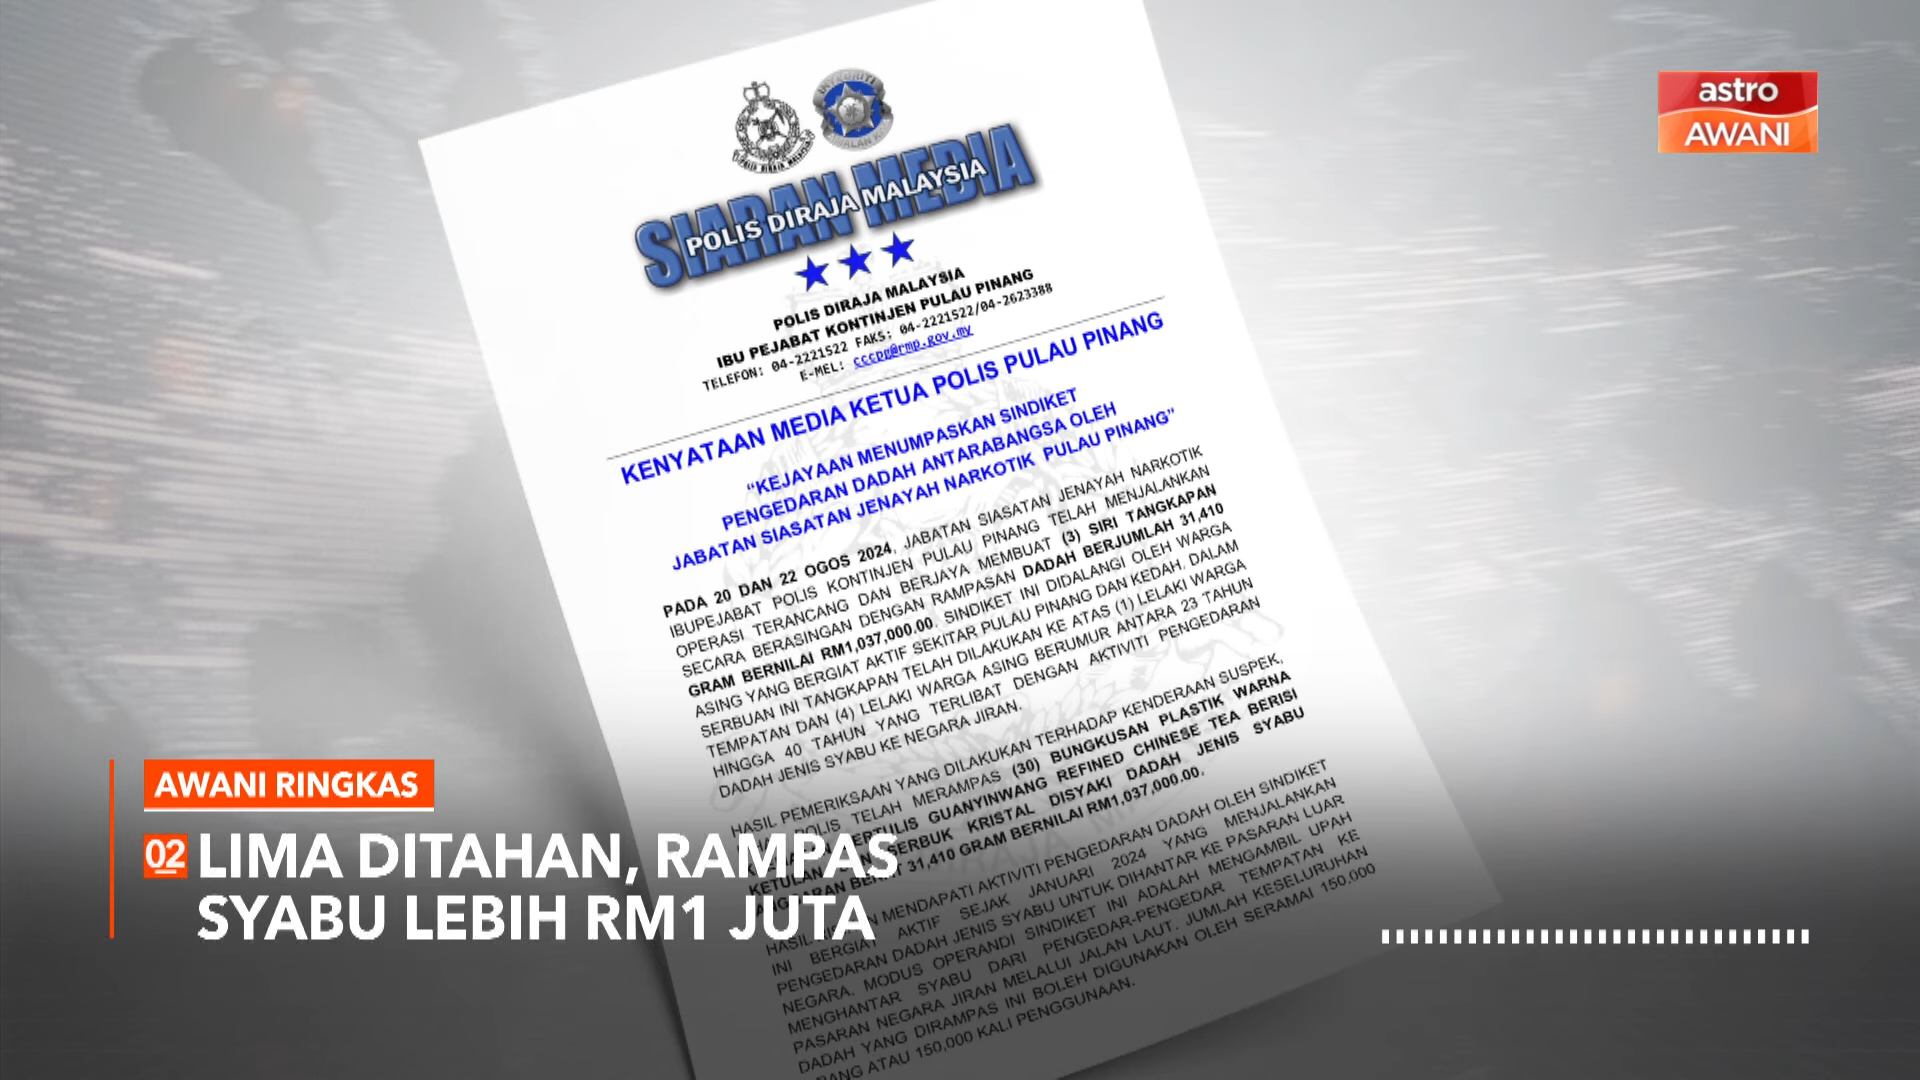 POLIS DIRAJA MALAYSIA
SIARAN MEDIA
POLIS DIRAJA MALAYSIA
POLIS DIRAJA MALAYSIA
IBU PEJABAT KONTINJEN PULAU PINANG
TELEFON: 04-2221522 FAKS: 04-2221522/04-2623388
E-MEL: cccpg@rmp.gov.my
KENYATAAN MEDIA KETUA POLIS PULAU PINANG
“KEJAYAAN MENUMPASKAN SINDIKET
PENGEDARAN DADAH ANTARABANGSA OLEH
JABATAN SIASATAN JENAYAH NARKOTIK PULAU PINANG”
PADA 20 DAN 22 OGOS 2024, JABATAN SIASATAN JENAYAH NARKOTIK
IBUPEJABAT POLIS KONTINJEN PULAU PINANG TELAH MENJALANKAN
OPERASI TERANCANG DAN BERJAYA MEMBUAT (3) SIRI TANGKAPAN
SECARA BERASINGAN DENGAN RAMPASAN DADAH BERJUMLAH 31,410
GRAM BERNILAI RM1,037,000.00. SINDIKET INI DIDALANGI OLEH WARGA
ASING YANG BERGIAT AKTIF SEKITAR PULAU PINANG DAN KEDAH. DALAM
SERBUAN INI TANGKAPAN TELAH DILAKUKAN KE ATAS (1) LELAKI WARGA
TEMPATAN DAN (4) LELAKI WARGA ASING BERUMUR ANTARA 23 TAHUN
HINGGA 40 TAHUN YANG TERLIBAT DENGAN AKTIVITI PENGEDARAN
DADAH JENIS SYABU KE NEGARA JIRAN.
HASIL PEMERIKSAAN YANG DILAKUKAN TERHADAP KENDERAAN SUSPEK,
POLIS TELAH MERAMPAS (30) BUNGKUSAN PLASTIK WARNA
BERTULIS GUANYINWANG REFINED CHINESE TEA BERISI
KETULAN SERBUK KRISTAL DISYAKI DADAH JENIS SYABU
BERAT 31,410 GRAM BERNILAI RM1,037,000.00.
HASIL MENDAPATI AKTIVITI PENGEDARAN DADAH OLEH SINDIKET
INI BERGIAT AKTIF SEJAK JANUARI 2024 YANG MENJALANKAN
PENGEDARAN DADAH JENIS SYABU UNTUK DIHANTAR KE PASARAN LUAR
NEGARA. MODUS OPERANDI SINDIKET INI ADALAH MENGAMBIL UPAH
MENGHANTAR SYABU DARI PENGEDAR-PENGEDAR TEMPATAN KE
PASARAN NEGARA JIRAN MELALUI JALAN LAUT. JUMLAH KESELURUHAN
DADAH YANG DIRAMPAS INI BOLEH DIGUNAKAN OLEH SERAMAI 150,000
ATAU 150,000 KALI PENGGUNAAN.
astro
AWANI
AWANI RINGKAS
02 LIMA DITAHAN, RAMPAS
SYABU LEBIH RM1 JUTA